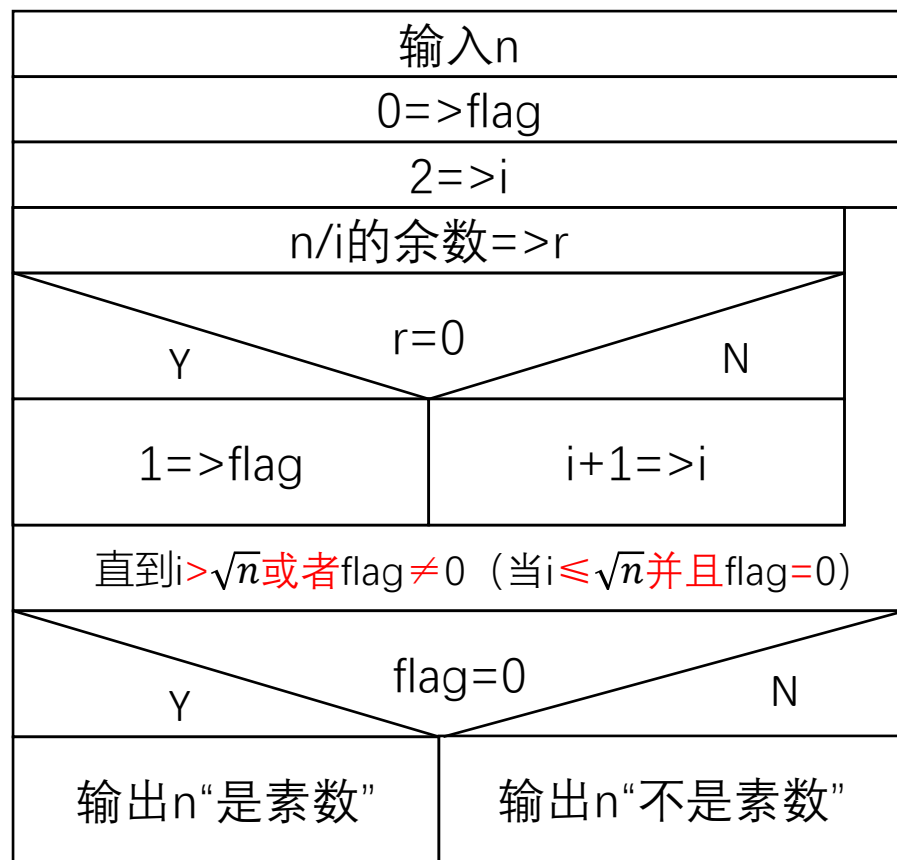 输入n
0=>flag
2=>i
n/i的余数=>r
r=0
Y
N
1=>flag
i+1=>i
直到i>√n或者flag≠0（当i≤√n并且flag=0）
flag=0
Y
N
输出n“是素数”
输出n“不是素数”